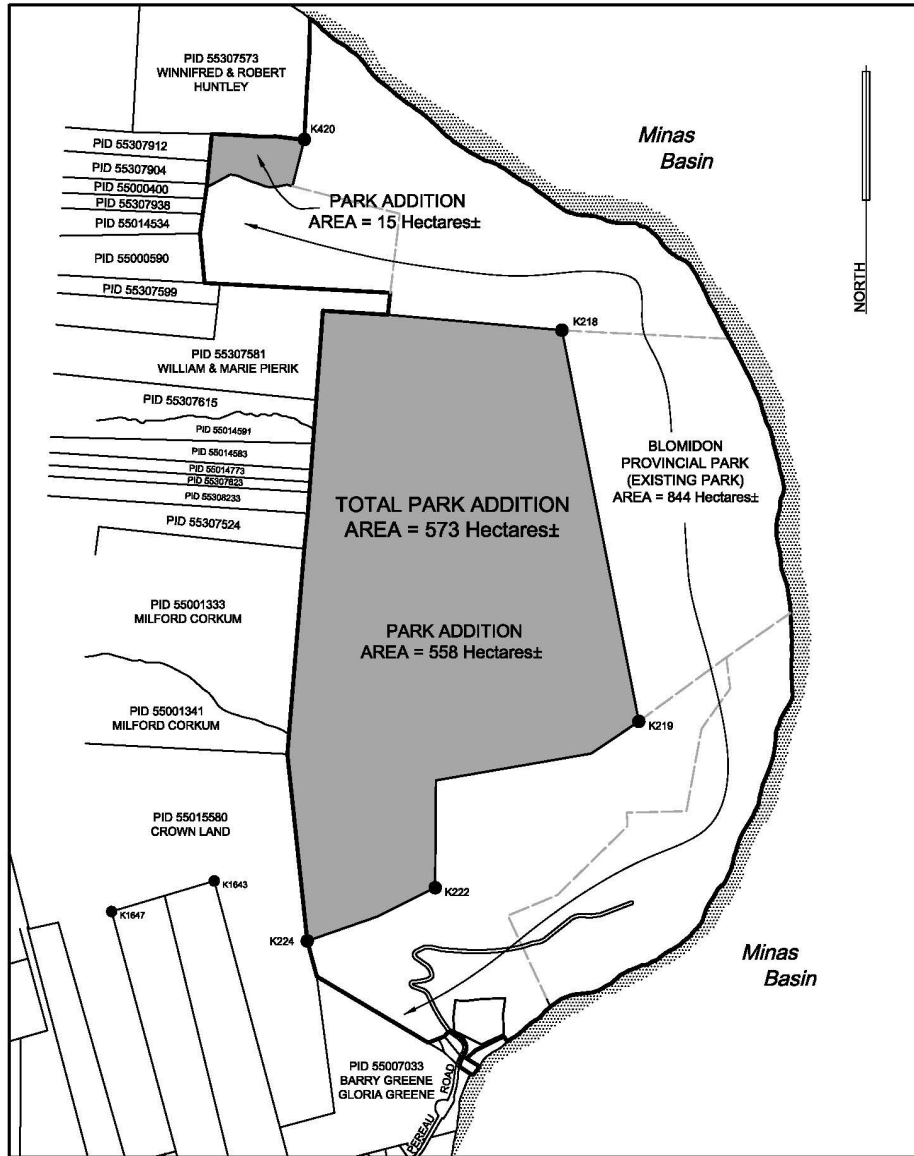 PID 55307573
WINNIFRED & ROBERT
HUNTLEY
K420
Minas
Basin
PID 55307912
PID 55307904
PID 55000400
PID 55307938
PID 55014534
PARK ADDITION
AREA = 15 Hectares±
PID 55000590
PID 55307599
NORTH
K218
PID 55307581
WILLIAM & MARIE PIERIK
PID 55307615
PID 55014591
PID 55014583
PID 55014773
PID 55307623
PID 55308233
PID 55307524
BLOMIDON
PROVINCIAL PARK
(EXISTING PARK)
AREA = 844 Hectares±
TOTAL PARK ADDITION
AREA = 573 Hectares±
PID 55001333
MILFORD CORKUM
PARK ADDITION
AREA = 558 Hectares±
PID 55001341
MILFORD CORKUM
K219
PID 55015580
CROWN LAND
K1643
K1647
K222
K224
Minas
Basin
PID 55007033
BARRY GREENE
GLORIA GREENE
PEREAU ROAD